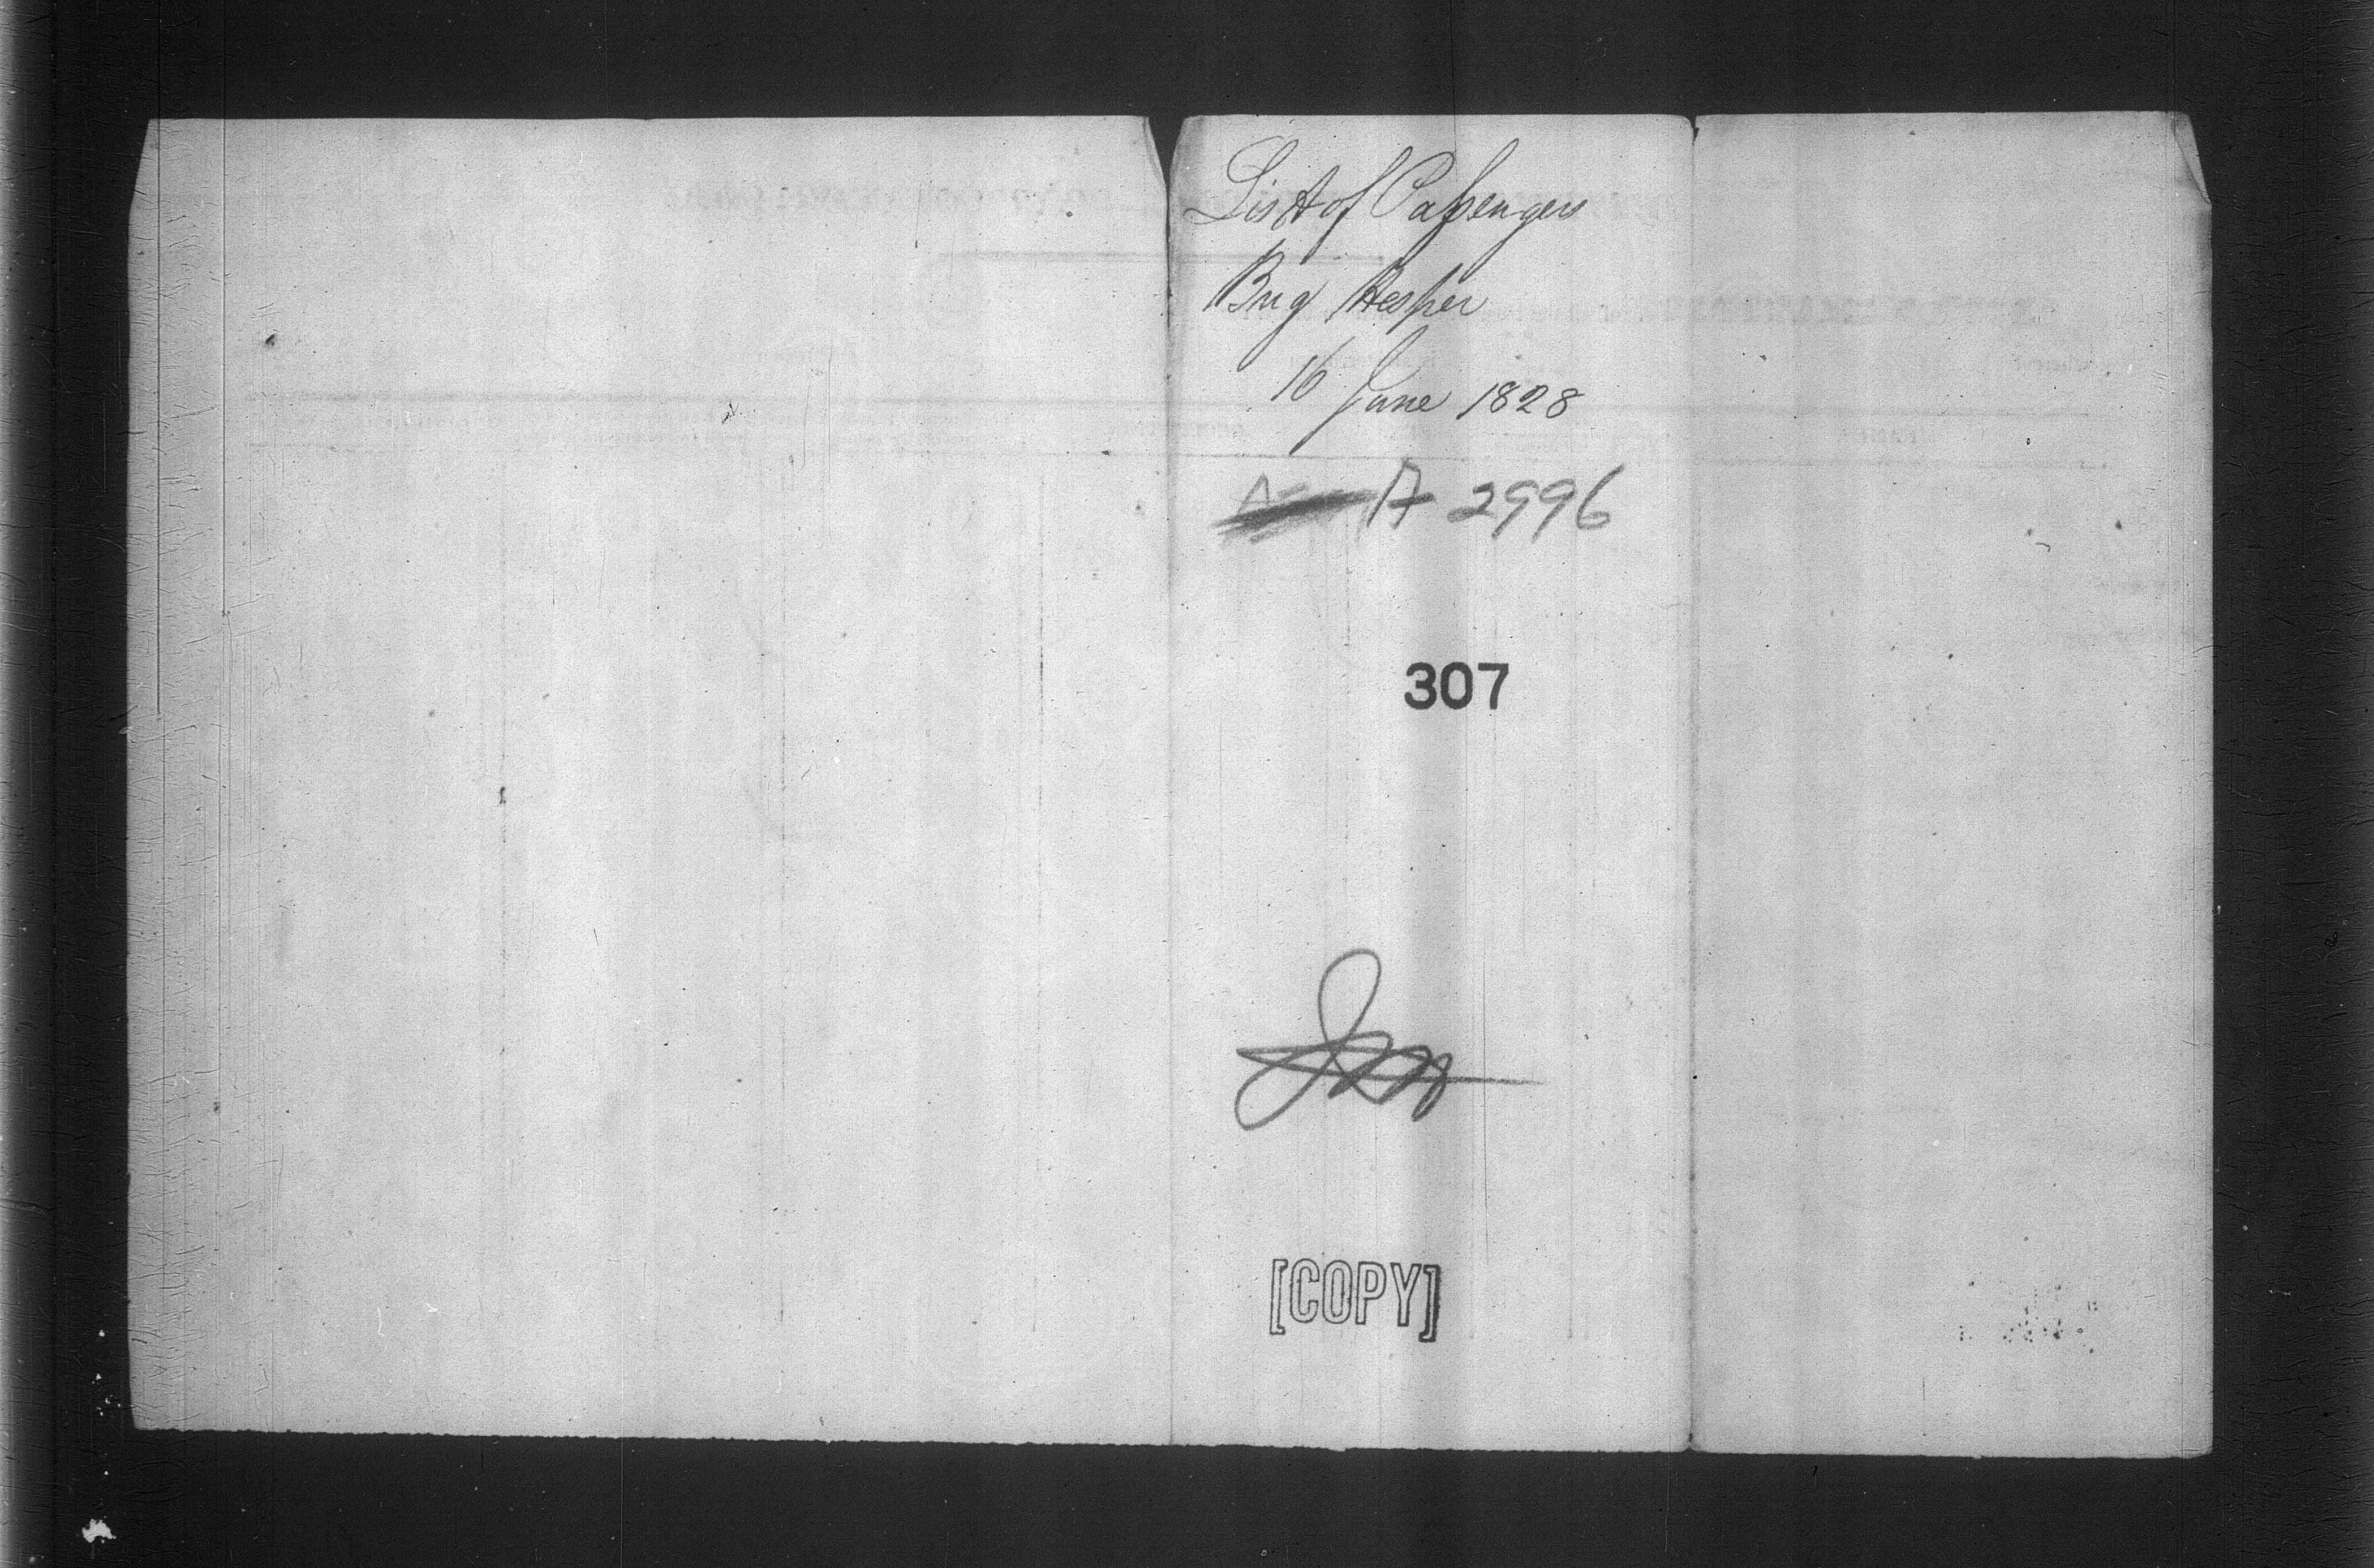 List of Passengers
Brig Hesper
16 June 1828
A 2996
307
[COPY]